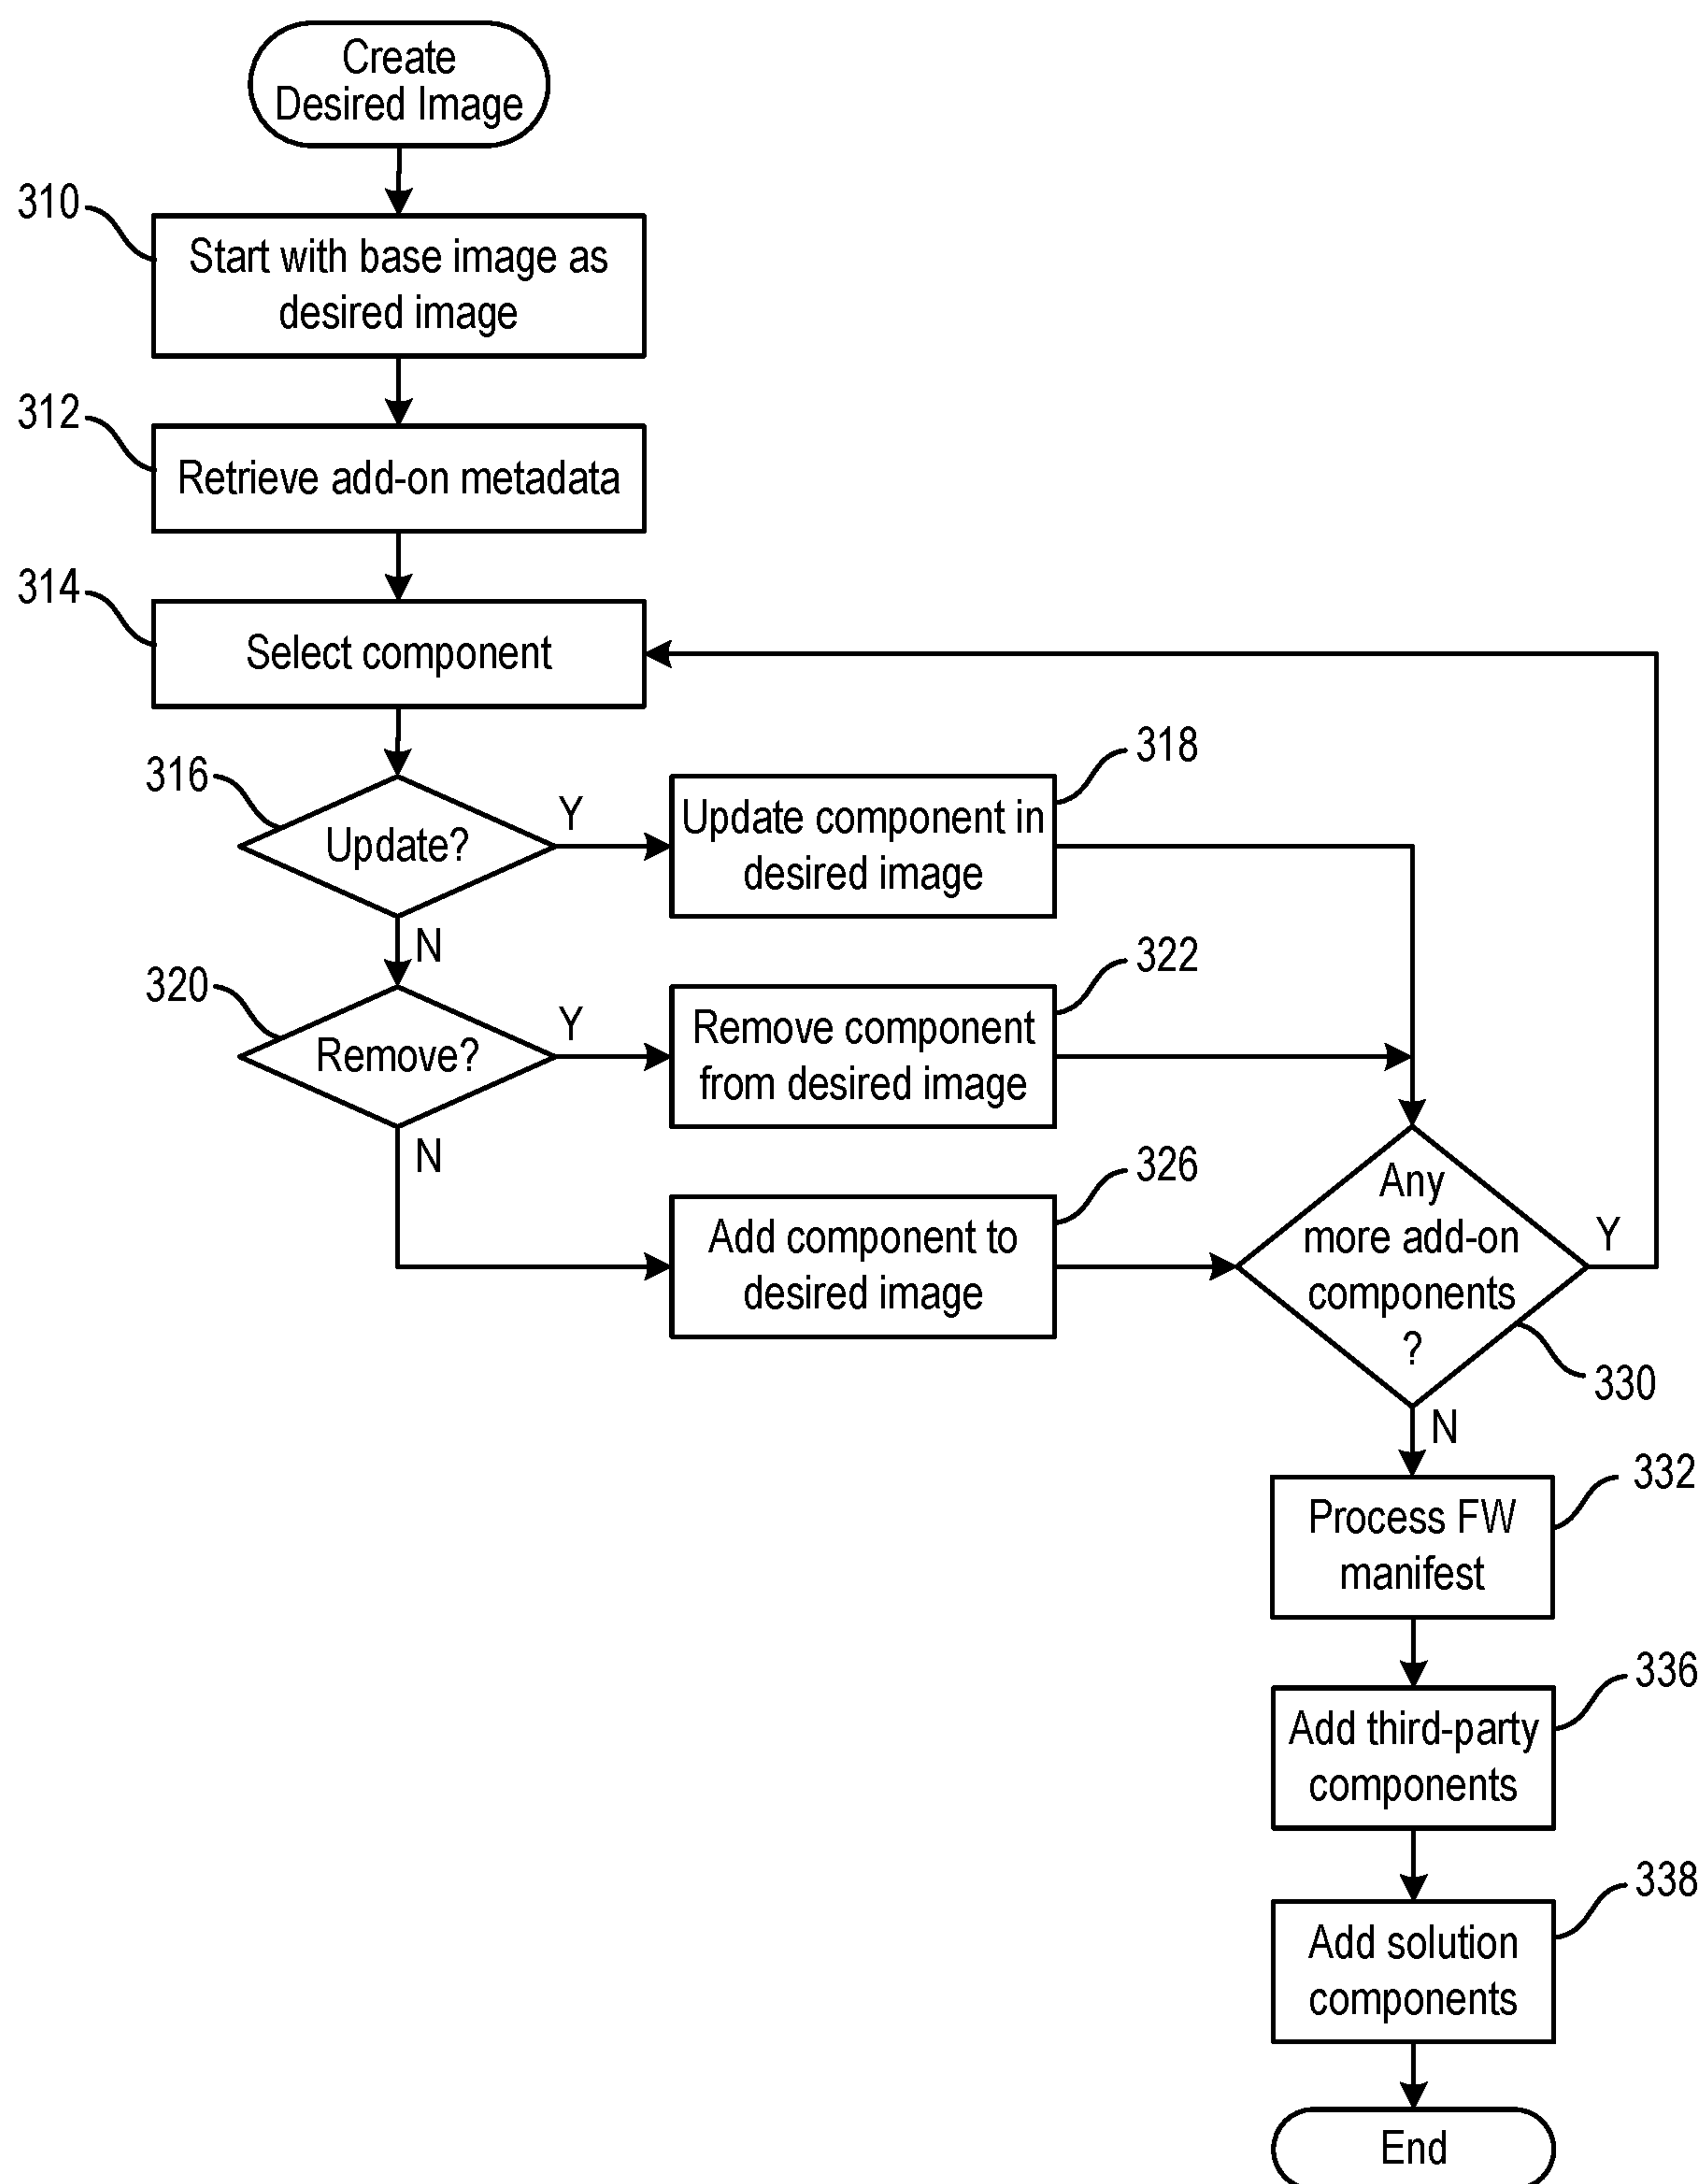 Create
Desired Image
310
Start with base image as
desired image
312
Retrieve add-on metadata
314
Select component
316
Update?
Y
N
318
Update component in
desired image
320
Remove?
Y
N
322
Remove component
from desired image
326
Add component to
desired image
Any
more add-on
components
?
Y
330
N
332
Process FW
manifest
336
Add third-party
components
338
Add solution
components
End